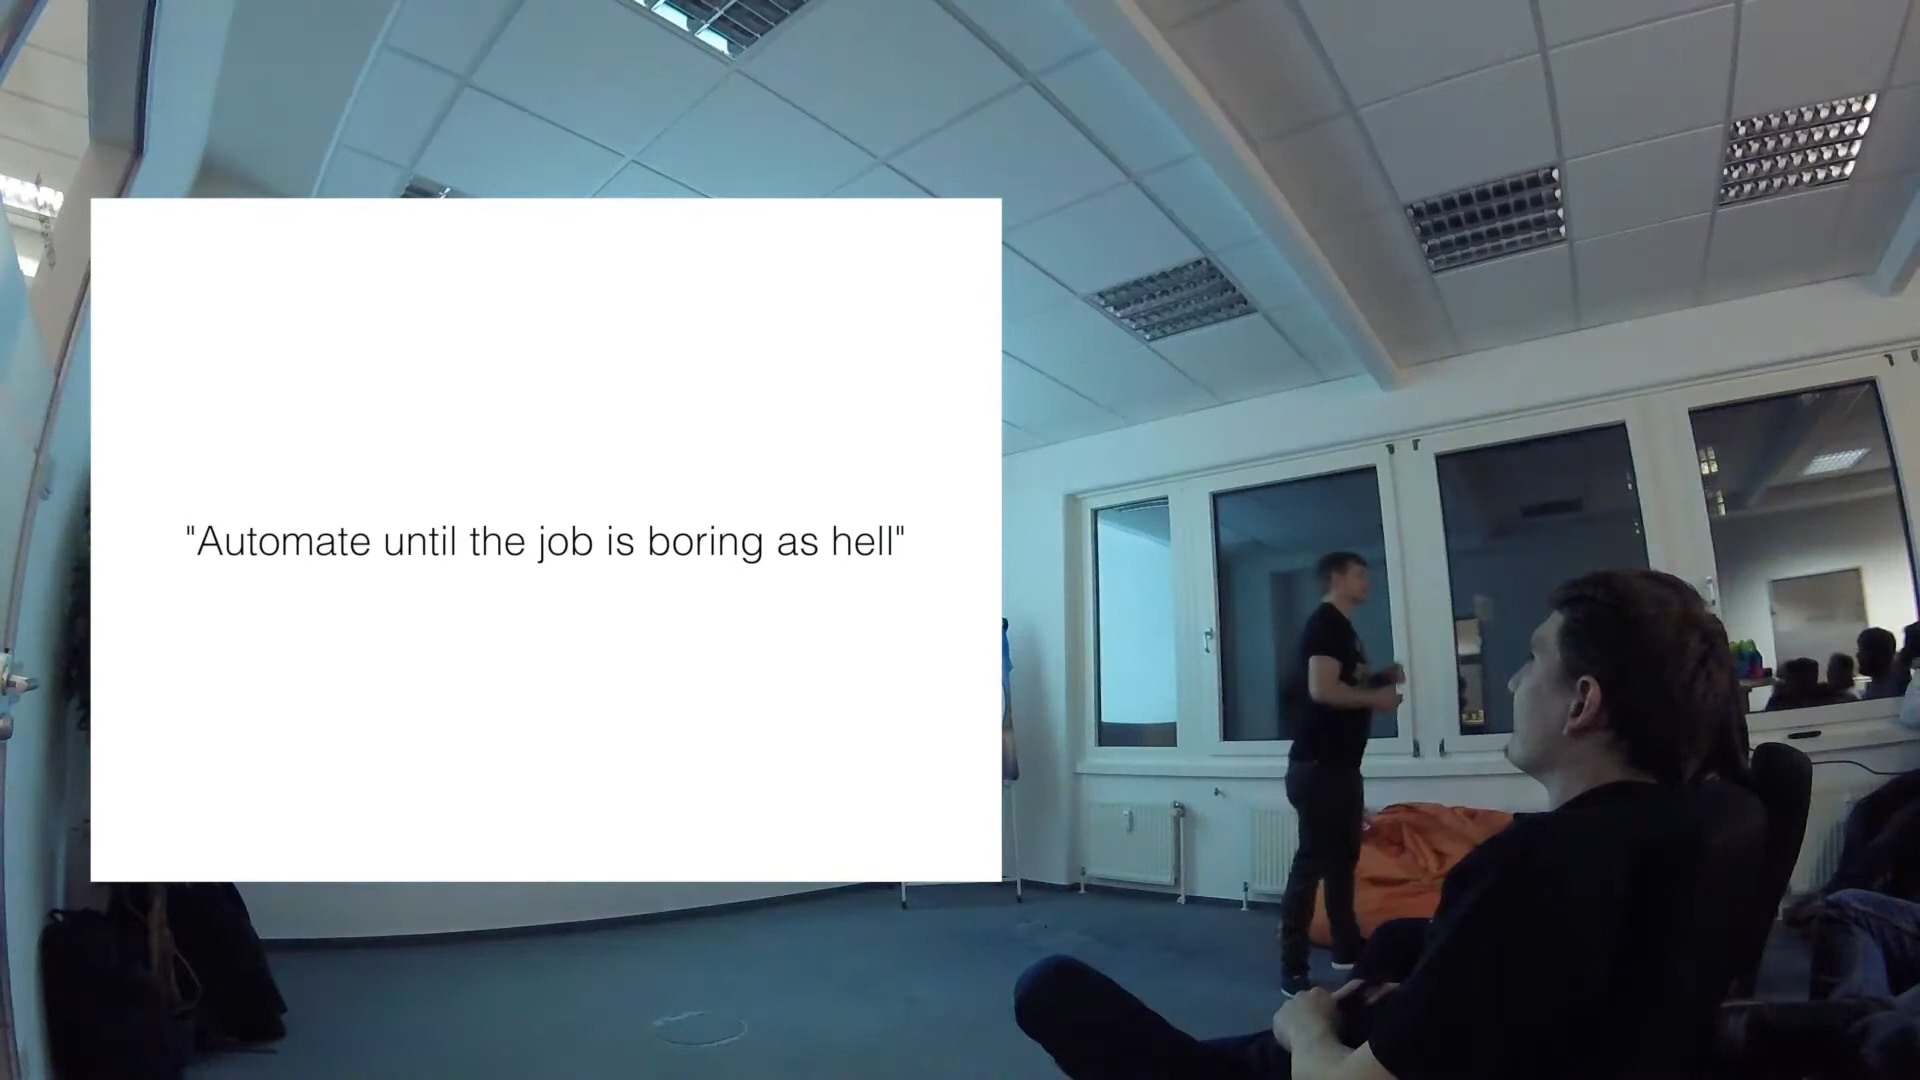 "Automate until the job is boring as hell"